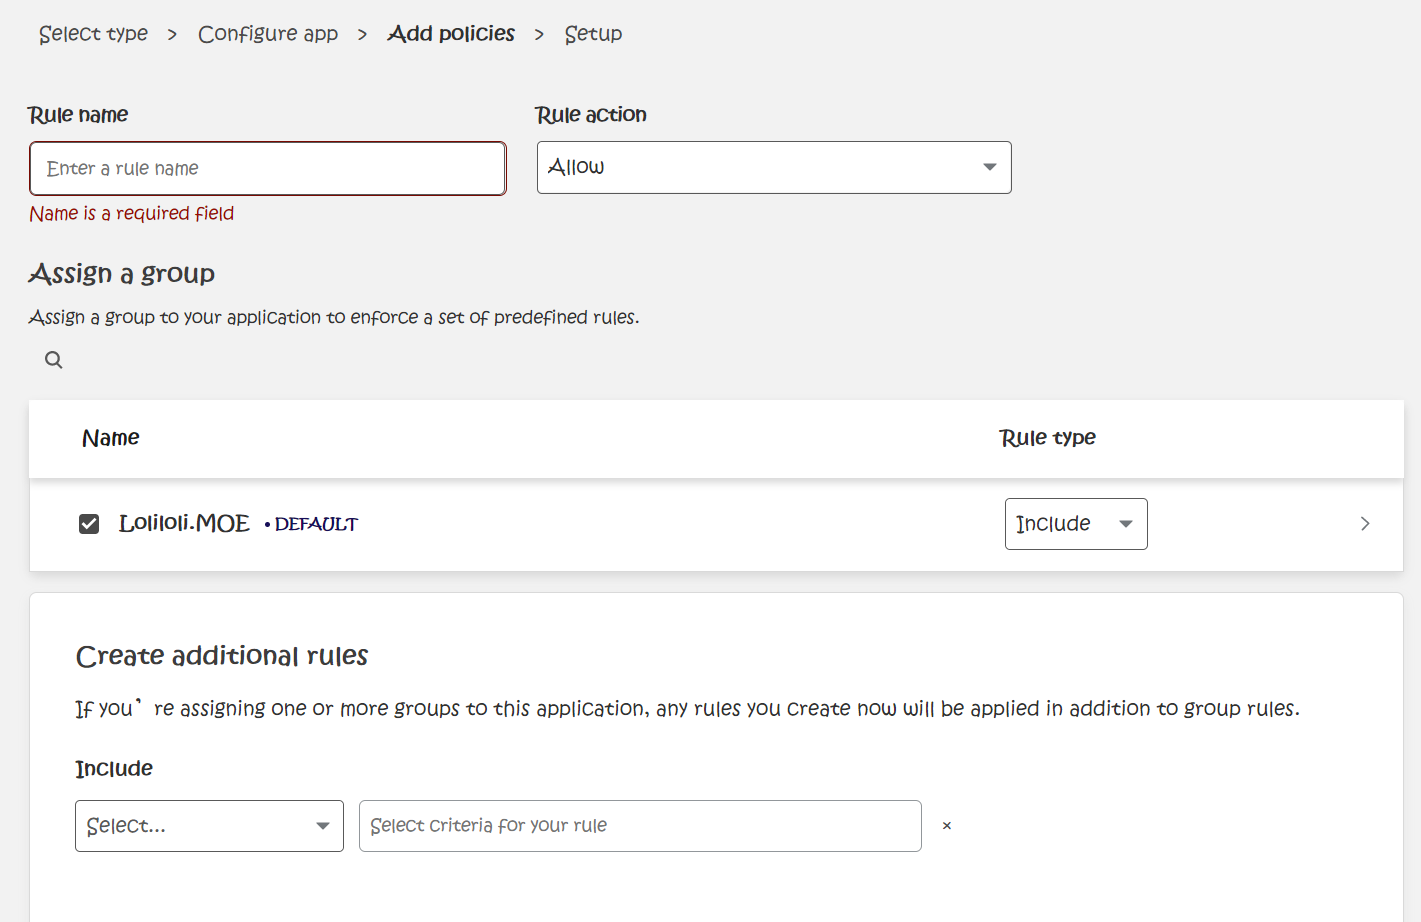 Select type > Configure app > Add policies > Setup
Rule name Rule action
Enter a rule name Allow
Name is a required field
Assign a group
Assign a group to your application to enforce a set of predefined rules.
Name Rule type
Loliloli.MOE • DEFAULT Include
Create additional rules
If you’re assigning one or more groups to this application, any rules you create now will be applied in addition to group rules.
Include
Select... Select criteria for your rule ×